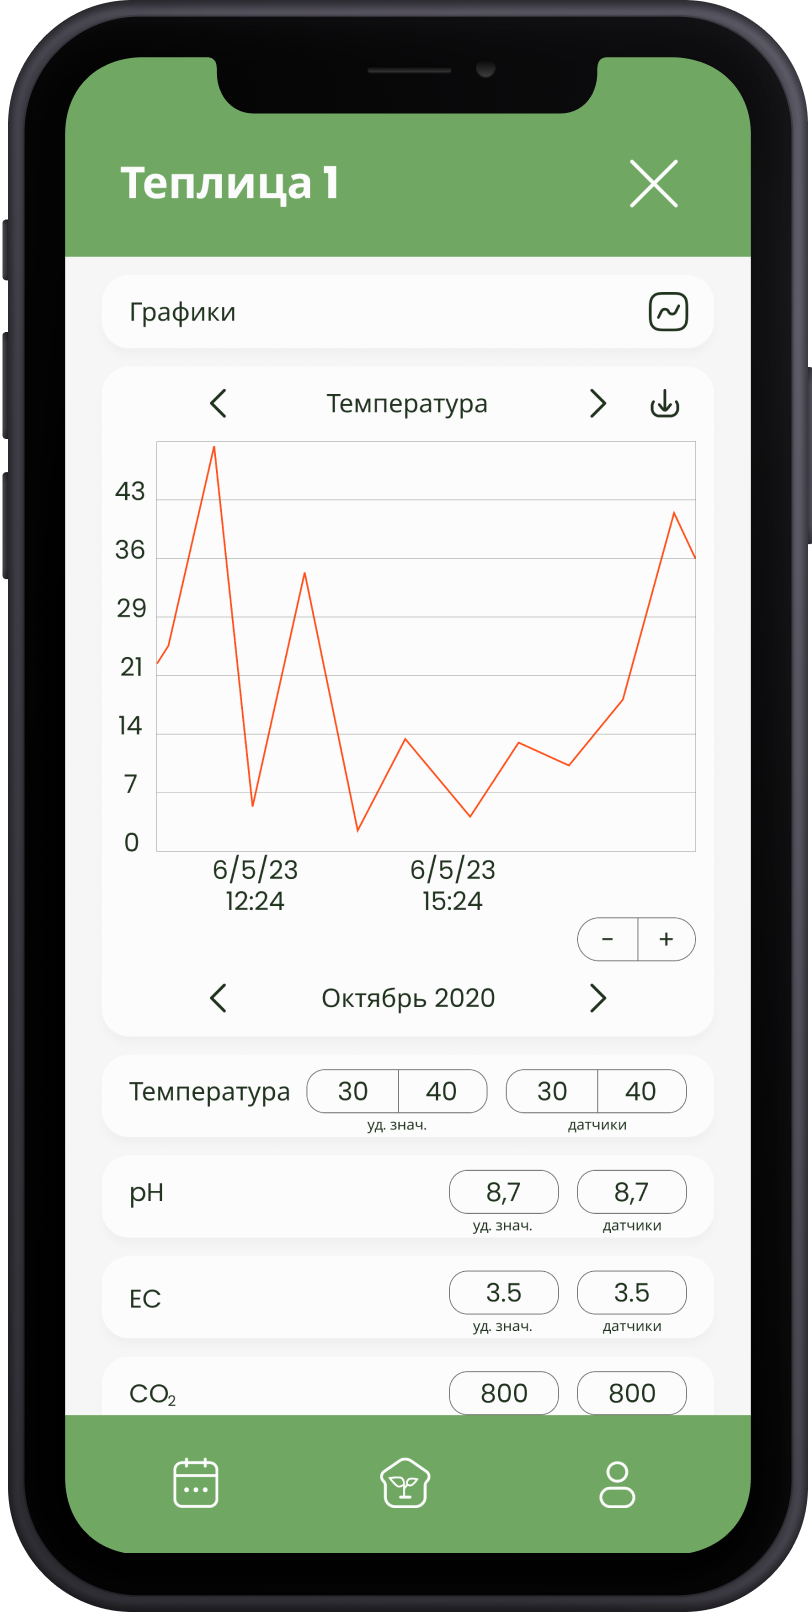 Теплица 1
Графики
Температура
43
36
29
21
14
7
0
6/5/23 6/5/23
12:24 15:24
- +
Октябрь 2020
Температура 30 40 30 40
уд. знач. датчики
pH 8,7 8,7
уд. знач. датчики
EC 3.5 3.5
уд. знач. датчики
CO₂ 800 800